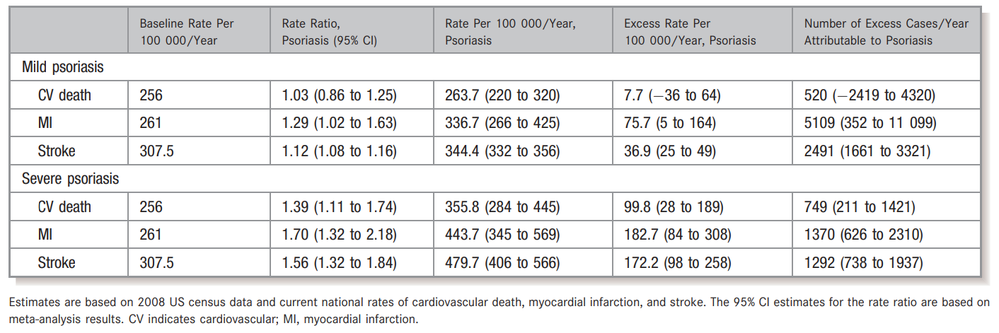 Baseline Rate Per 100 000/Year | Rate Ratio, Psoriasis (95% CI) | Rate Per 100 000/Year, Psoriasis | Excess Rate Per 100 000/Year, Psoriasis | Number of Excess Cases/Year Attributable to Psoriasis
Mild psoriasis
CV death | 256 | 1.03 (0.86 to 1.25) | 263.7 (220 to 320) | 7.7 (−36 to 64) | 520 (−2419 to 4320)
MI | 261 | 1.29 (1.02 to 1.63) | 336.7 (266 to 425) | 75.7 (5 to 164) | 5109 (352 to 11 099)
Stroke | 307.5 | 1.12 (1.08 to 1.16) | 344.4 (332 to 356) | 36.9 (25 to 49) | 2491 (1661 to 3321)
Severe psoriasis
CV death | 256 | 1.39 (1.11 to 1.74) | 355.8 (284 to 445) | 99.8 (28 to 189) | 749 (211 to 1421)
MI | 261 | 1.70 (1.32 to 2.18) | 443.7 (345 to 569) | 182.7 (84 to 308) | 1370 (626 to 2310)
Stroke | 307.5 | 1.56 (1.32 to 1.84) | 479.7 (406 to 566) | 172.2 (98 to 258) | 1292 (738 to 1937)
Estimates are based on 2008 US census data and current national rates of cardiovascular death, myocardial infarction, and stroke. The 95% CI estimates for the rate ratio are based on
meta-analysis results. CV indicates cardiovascular; MI, myocardial infarction.